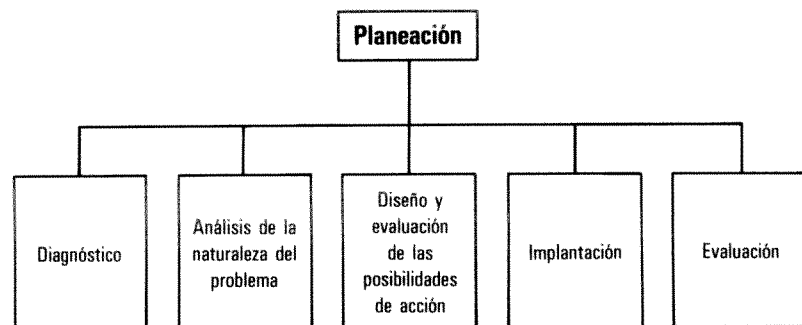 Planeación
Diagnóstico
Análisis de la
naturaleza del
problema
Diseño y
evaluación
de las
posibilidades
de acción
Implantación
Evaluación